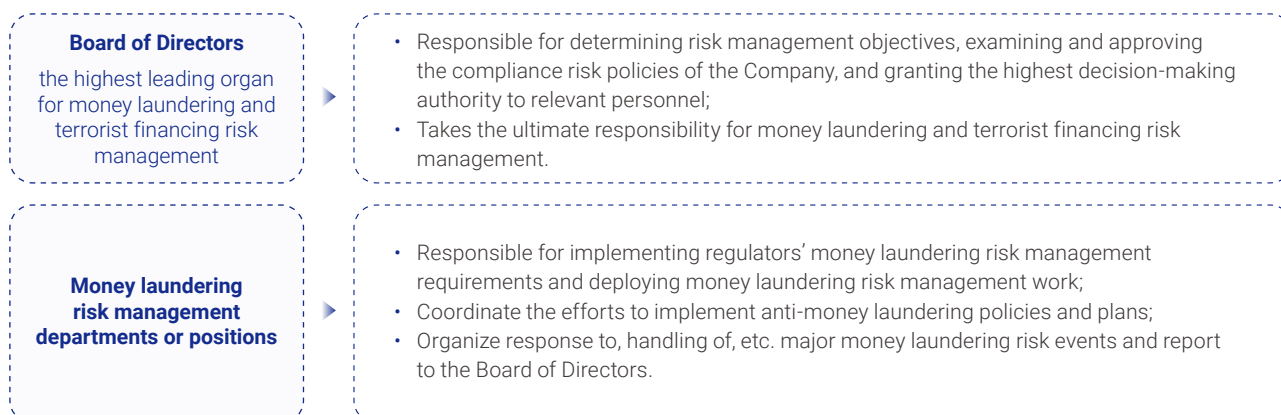 Board of Directors
the highest leading organ
for money laundering and
terrorist financing risk
management
• Responsible for determining risk management objectives, examining and approving
the compliance risk policies of the Company, and granting the highest decision-making
authority to relevant personnel;
• Takes the ultimate responsibility for money laundering and terrorist financing risk
management.
Money laundering
risk management
departments or positions
• Responsible for implementing regulators’ money laundering risk management
requirements and deploying money laundering risk management work;
• Coordinate the efforts to implement anti-money laundering policies and plans;
• Organize response to, handling of, etc. major money laundering risk events and report
to the Board of Directors.